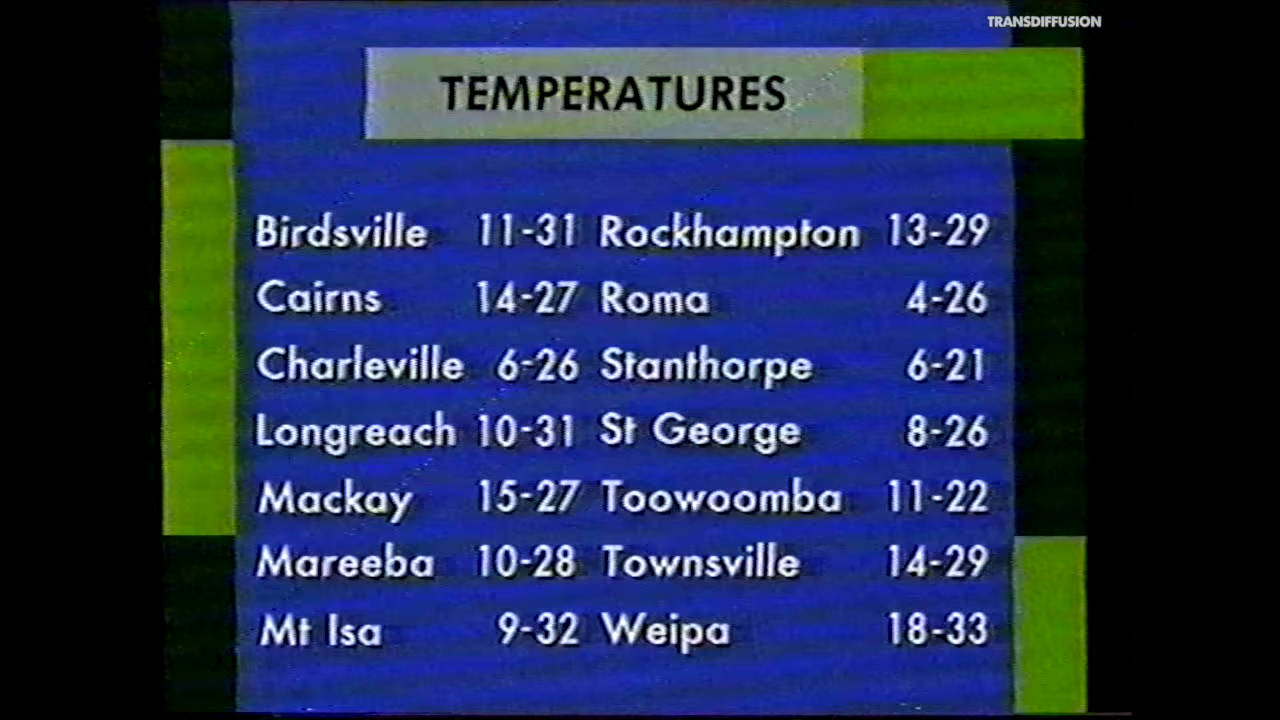 TRANSDIFFUSION
TEMPERATURES
Birdsville 11-31 Rockhampton 13-29
Cairns 14-27 Roma 4-26
Charleville 6-26 Stanthorpe 6-21
Longreach 10-31 St George 8-26
Mackay 15-27 Toowoomba 11-22
Mareeba 10-28 Townsville 14-29
Mt Isa 9-32 Weipa 18-33